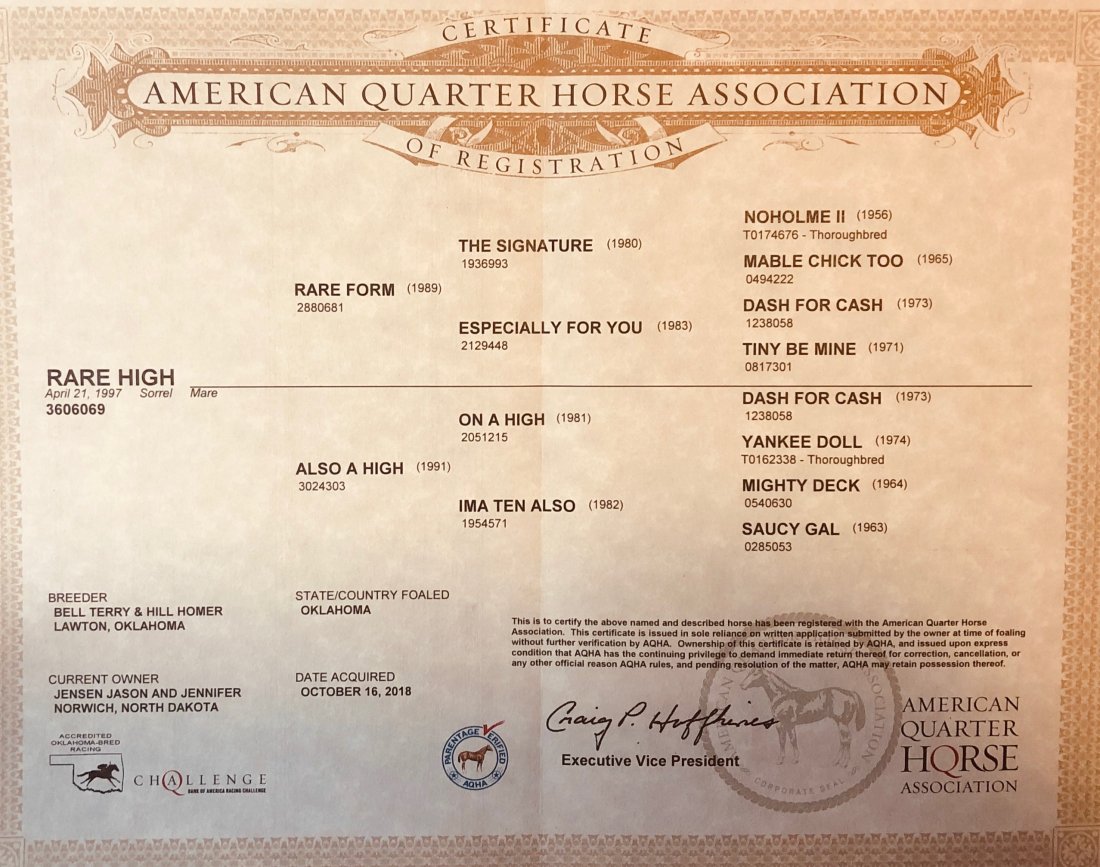 CERTIFICATE
AMERICAN QUARTER HORSE ASSOCIATION
OF REGISTRATION
NOHOLME II (1956)
T0174676 - Thoroughbred
THE SIGNATURE (1980)
1936993
MABLE CHICK TOO (1965)
0494222
RARE FORM (1989)
2880681
DASH FOR CASH (1973)
1238058
ESPECIALLY FOR YOU (1983)
2129448
TINY BE MINE (1971)
0817301
RARE HIGH
April 21, 1997 Sorrel Mare
3606069
DASH FOR CASH (1973)
1238058
ON A HIGH (1981)
2051215
YANKEE DOLL (1974)
T0162338 - Thoroughbred
ALSO A HIGH (1991)
3024303
MIGHTY DECK (1964)
0540630
IMA TEN ALSO (1982)
1954571
SAUCY GAL (1963)
0285053
BREEDER
BELL TERRY & HILL HOMER
LAWTON, OKLAHOMA
STATE/COUNTRY FOALED
OKLAHOMA
This is to certify the above named and described horse has been registered with the American Quarter Horse
Association. This certificate is issued in sole reliance on written application submitted by the owner at time of foaling
without further verification by AQHA. Ownership of this certificate is retained by AQHA, and issued upon express
condition that AQHA has the continuing privilege to demand immediate return thereof for correction, cancellation, or
any other official reason AQHA rules, and pending resolution of the matter, AQHA may retain possession thereof.
CURRENT OWNER
JENSEN JASON AND JENNIFER
NORWICH, NORTH DAKOTA
DATE ACQUIRED
OCTOBER 16, 2018
ACCREDITED
OKLAHOMA-BRED
RACING
CHALLENGE
BANK OF AMERICA RACING CHALLENGE
PARENTAGE VERIFIED
AQHA
Craig P. Huffhines
Executive Vice President
CORPORATE SEAL
AMERICAN
QUARTER
HORSE
ASSOCIATION